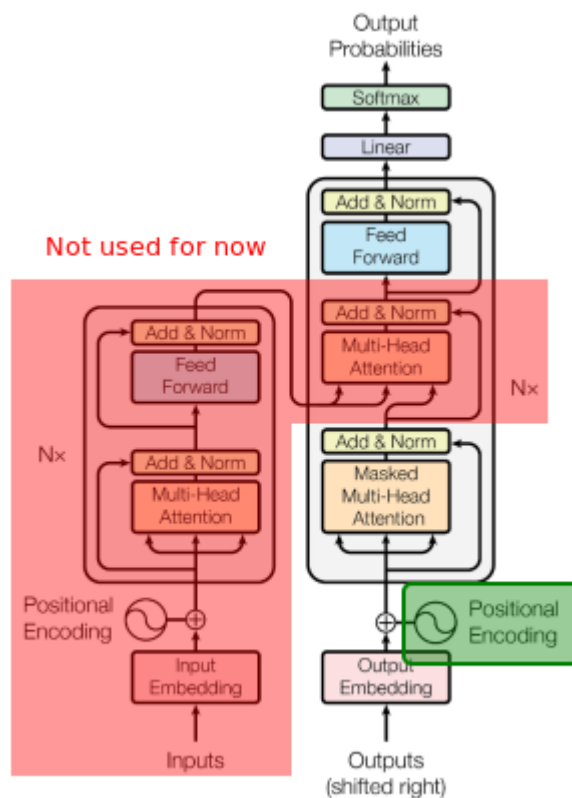 Output
Probabilities
Softmax
Linear
Add & Norm
Feed
Forward
Add & Norm
Multi-Head
Attention
Nx
Add & Norm
Masked
Multi-Head
Attention
Positional
Encoding
Output
Embedding
Outputs
(shifted right)
Not used for now
Add & Norm
Feed
Forward
Nx
Add & Norm
Multi-Head
Attention
Positional
Encoding
Input
Embedding
Inputs